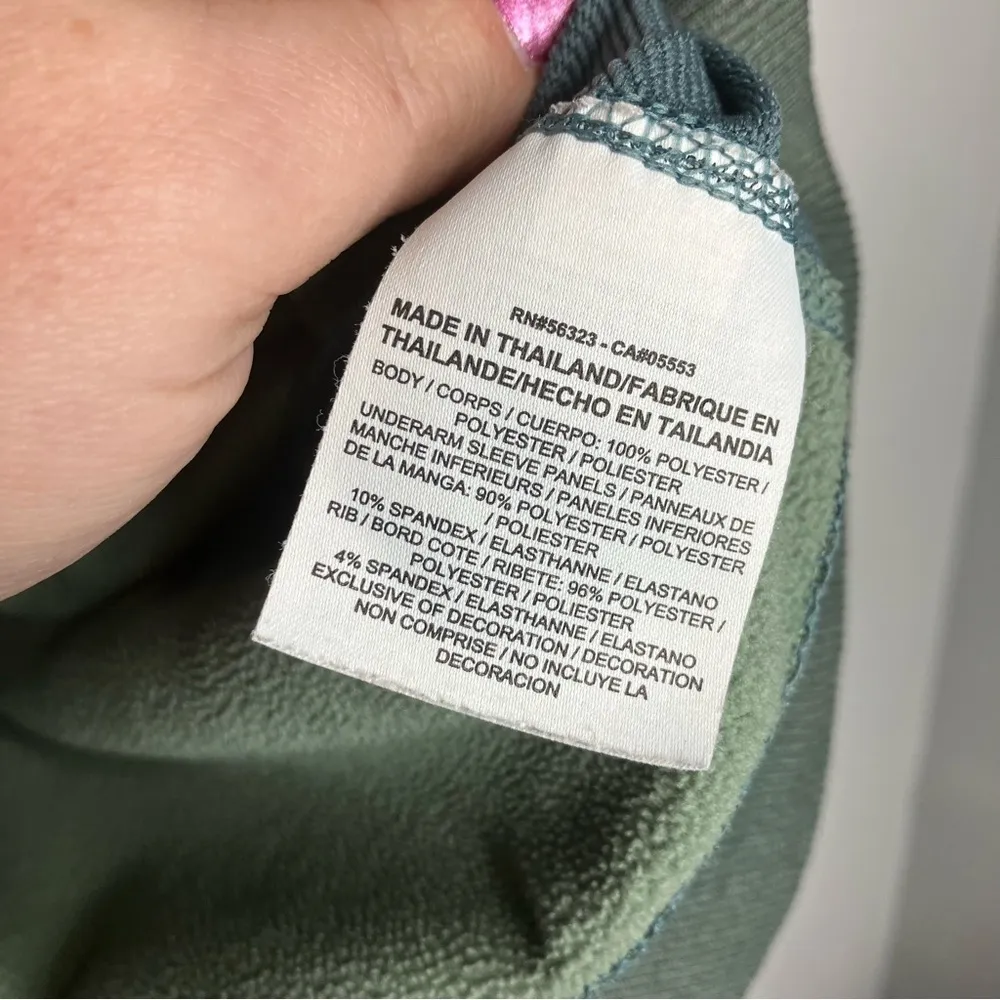 RN#56323 - CA#05553
MADE IN THAILAND/FABRIQUE EN
THAILANDE/HECHO EN TAILANDIA
BODY / CORPS / CUERPO: 100% POLYESTER /
POLYESTER / POLIESTER
UNDERARM SLEEVE PANELS / PANNEAUX DE
MANCHE INFERIEURS / PANELES INFERIORES
DE LA MANGA: 90% POLYESTER / POLYESTER
/ POLIESTER
10% SPANDEX / ELASTHANNE / ELASTANO
RIB / BORD COTE / RIBETE: 96% POLYESTER /
POLYESTER / POLIESTER
4% SPANDEX / ELASTHANNE / ELASTANO
EXCLUSIVE OF DECORATION / DECORATION
NON COMPRISE / NO INCLUYE LA
DECORACION